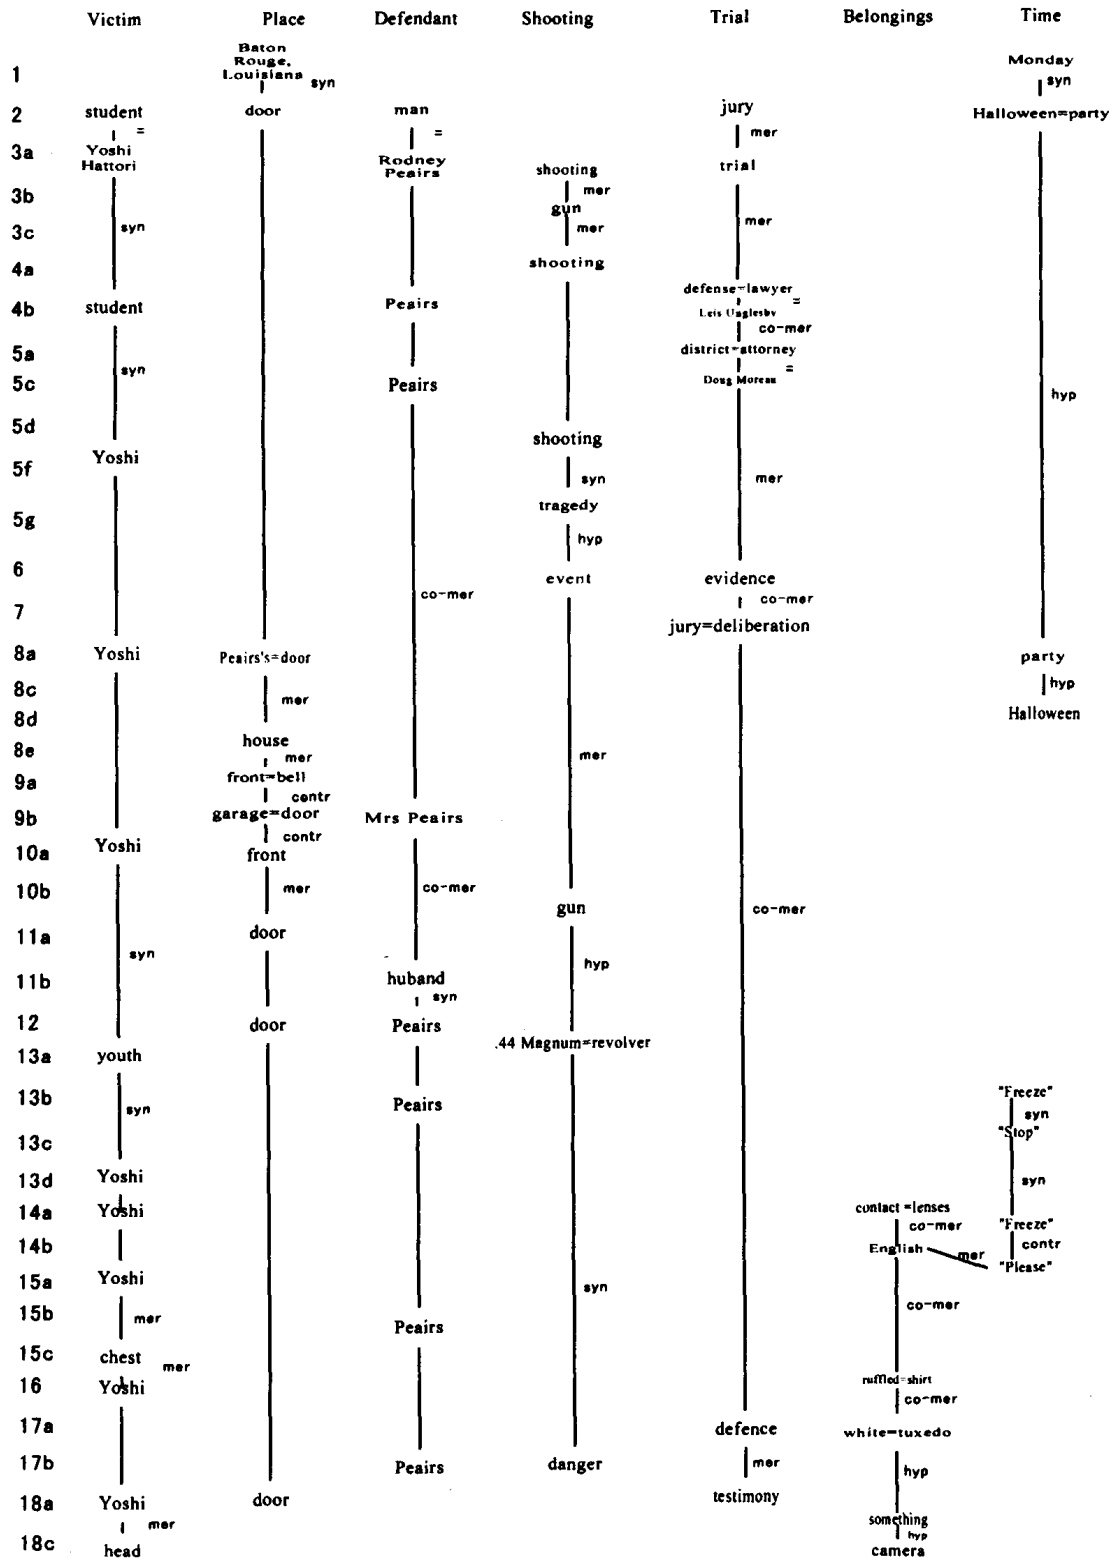 Victim Place Defendant Shooting Trial Belongings Time
Baton
Rouge,
1 Louisiana syn Monday
syn
2 student door man jury Halloween=party
= = mer
3a Yoshi
Hattori Rodney
Peairs shooting trial
3b mer
gun
3c syn mer mer
4a shooting
defense=lawyer
4b student Peairs =
co-mer
5a district=attorney
syn =
5c Peairs Doug Moreau
hyp
5d shooting
5f Yoshi syn mer
tragedy
5g hyp
6 event evidence
co-mer co-mer
7 jury=deliberation
8a Yoshi Peairs's=door party
8c mer hyp
8d Halloween
8e house mer
mer
9a front=bell
contr
9b garage=door Mrs Peairs
contr
10a Yoshi front
10b mer co-mer gun co-mer
11a door
syn hyp
11b huband
syn
12 door Peairs
.44 Magnum=revolver
13a youth
13b syn Peairs "Freeze"
syn
13c "Stop"
13d Yoshi syn
14a Yoshi contact=lenses
co-mer "Freeze"
14b English mer contr
15a Yoshi "Please"
15b mer Peairs syn co-mer
15c chest mer
16 Yoshi ruffled=shirt
co-mer
17a defence white=tuxedo
17b Peairs danger mer hyp
18a Yoshi door testimony
mer something
hyp
18c head camera